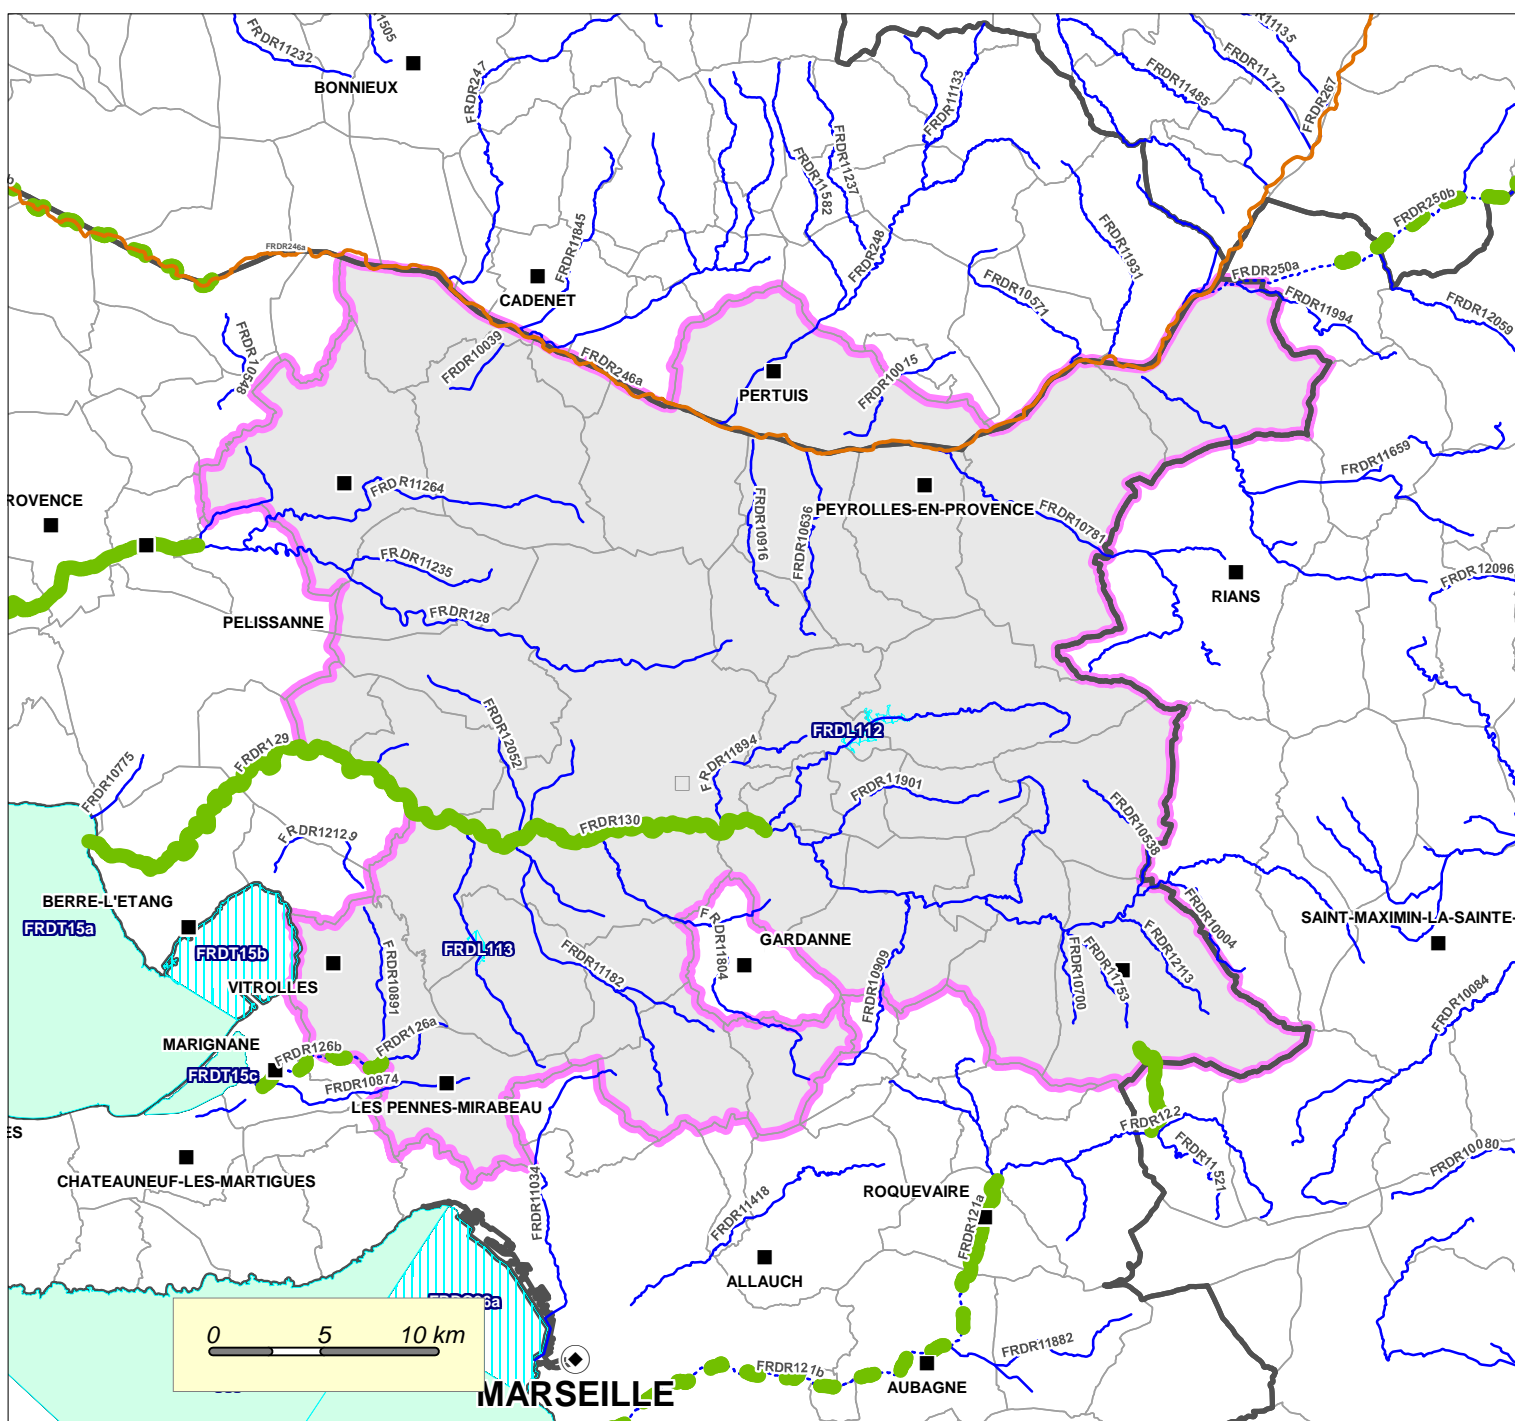 FRDR11232
1505
BONNIEUX
FRDR247
FRDR11133
FRDR11135
FRDR11712
FRDR11485
FRDR267
FRDR11237
FRDR11582
FRDR11845
FRDR248
FRDR11931
FRDR250b
FRDR250a
b
FRDR246a
CADENET
FRDR10571
FRDR11994
FRDR12059
FRDR10548
FRDR10039
FRDR246a
PERTUIS
FRDR10015
ROVENCE
FRDR11264
FRDR10916
FRDR10636
PEYROLLES-EN-PROVENCE
FRDR10781
FRDR11659
FRDR12096
RIANS
FRDR11235
FRDR128
PELISSANNE
FRDR129
FRDR12052
FRDL112
FRDR11894
FRDR11901
FRDR10775
FRDR130
FRDR10538
FRDR12129
BERRE-L'ETANG
FRDT15a
FRDT15b
VITROLLES
FRDR10891
FRDL113
FRDR11182
FRDR11804
GARDANNE
FRDR10909
FRDR10700
FRDR11753
FRDR12113
FRDR10004
SAINT-MAXIMIN-LA-SAINTE-
FRDR10084
MARIGNANE
FRDR126b
FRDR126a
FRDT15c
FRDR10874
LES PENNES-MIRABEAU
ES
CHATEAUNEUF-LES-MARTIGUES
FRDR11034
FRDR11418
ROQUEVAIRE
FRDR121a
FRDR122
FRDR11521
FRDR10080
ALLAUCH
6a
0 5 10 km
FRDR121b
FRDR11882
AUBAGNE
MARSEILLE